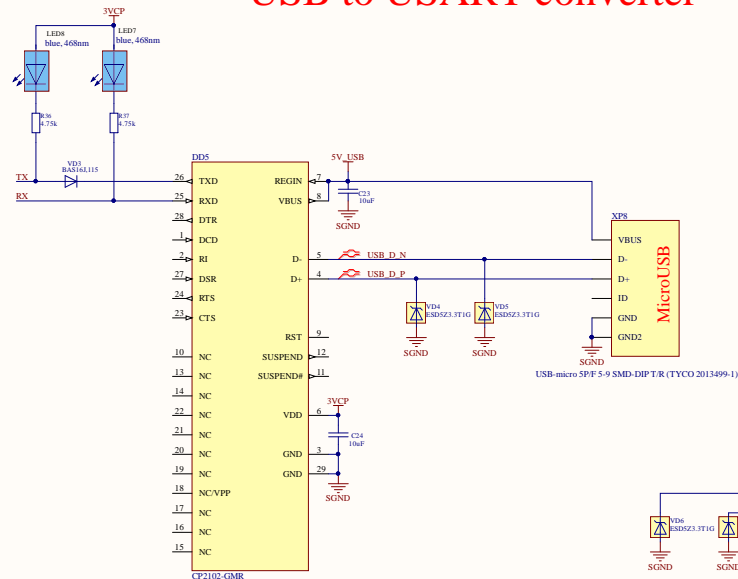 USB to USART converter
3VCP
LED8
blue, 468nm
LED7
blue, 468nm
R36
4.75k
R37
4.75k
TX
VD3
BAS16J,115
RX
DD5
26 TXD
25 RXD
28 DTR
1 DCD
2 RI
27 DSR
24 RTS
23 CTS
10 NC
13 NC
14 NC
22 NC
21 NC
20 NC
19 NC
18 NC/VPP
17 NC
16 NC
15 NC
REGIN 7
VBUS 8
D- 5
D+ 4
RST 9
SUSPEND 12
SUSPEND# 11
VDD 6
GND 3
GND 29
CP2102-GMR
5V_USB
C23
10uF
SGND
USB_D_N
USB_D_P
VD4
ESD5Z3.3T1G
SGND
VD5
ESD5Z3.3T1G
SGND
3VCP
C24
10uF
SGND
XP8
VBUS
D-
D+
ID
GND
GND2
MicroUSB
SGND
USB-micro 5P/F 5-9 SMD-DIP T/R (TYCO 2013499-1)
VD6
ESD5Z3.3T1G
SGND
SGND